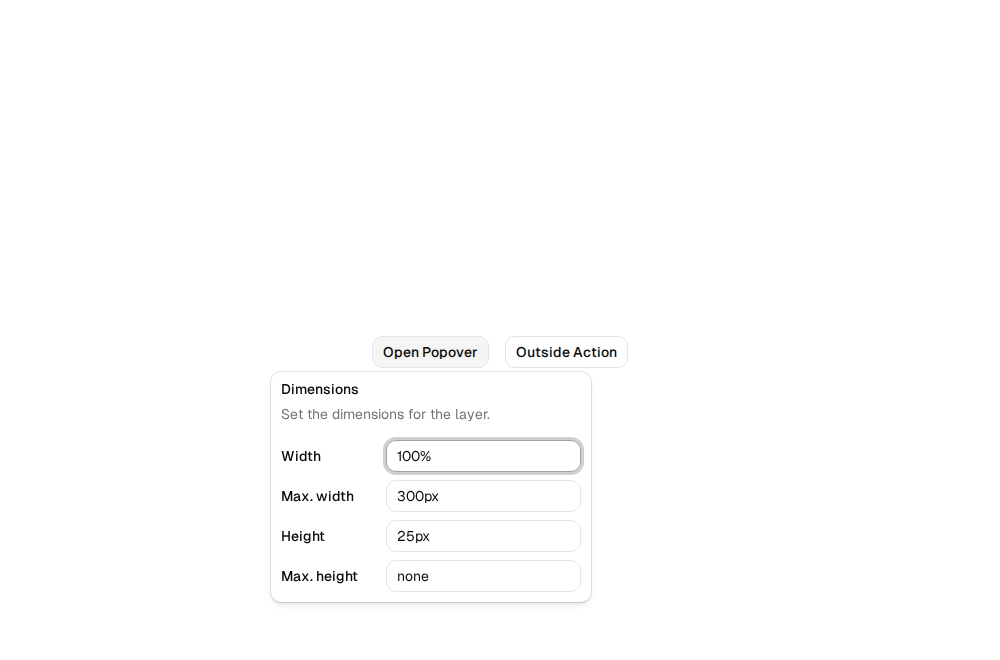 Open Popover Outside Action
Dimensions
Set the dimensions for the layer.
Width 100%
Max. width 300px
Height 25px
Max. height none